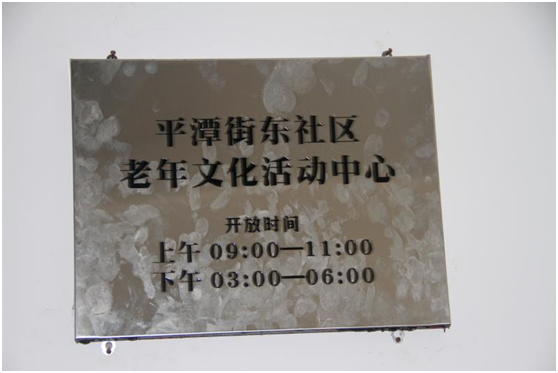 平潭街东社区
老年文化活动中心
开放时间
上午 09:00—11:00
下午 03:00—06:00